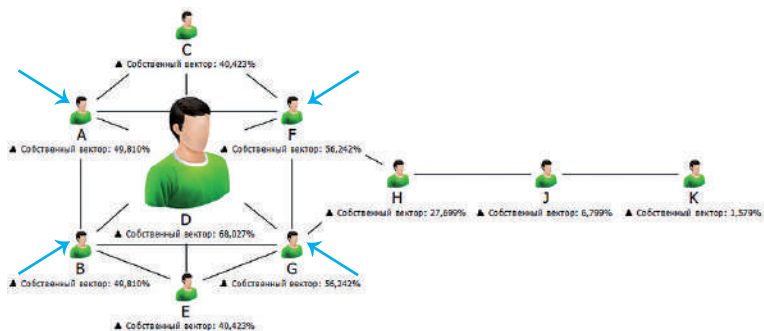 C
▲ Собственный вектор: 40,423%
A
▲ Собственный вектор: 49,810%
F
▲ Собственный вектор: 56,242%
D
▲ Собственный вектор: 68,027%
H
▲ Собственный вектор: 27,699%
J
▲ Собственный вектор: 6,799%
K
▲ Собственный вектор: 1,579%
B
▲ Собственный вектор: 49,810%
G
▲ Собственный вектор: 56,242%
E
▲ Собственный вектор: 40,423%